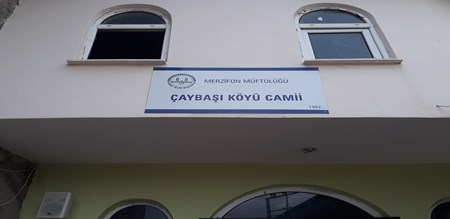 MERZİFON MÜFTÜLÜĞÜ
ÇAYBAŞI KÖYÜ CAMİİ
1962